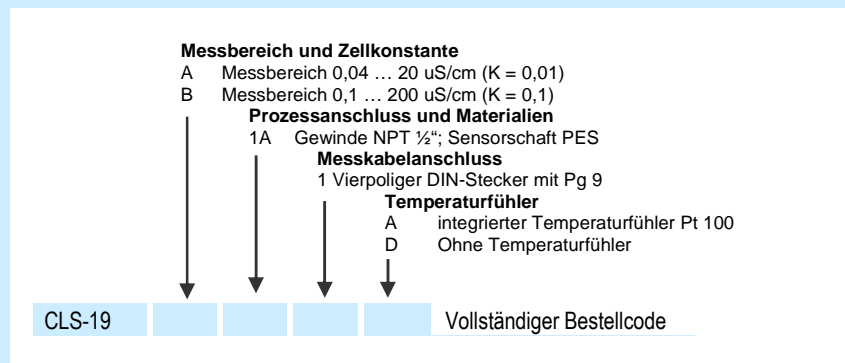 Messbereich und Zellkonstante
A Messbereich 0,04 … 20 uS/cm (K = 0,01)
B Messbereich 0,1 … 200 uS/cm (K = 0,1)
Prozessanschluss und Materialien
1A Gewinde NPT ½“; Sensorschaft PES
Messkabelanschluss
1 Vierpoliger DIN-Stecker mit Pg 9
Temperaturfühler
A integrierter Temperaturfühler Pt 100
D Ohne Temperaturfühler
CLS-19 Vollständiger Bestellcode